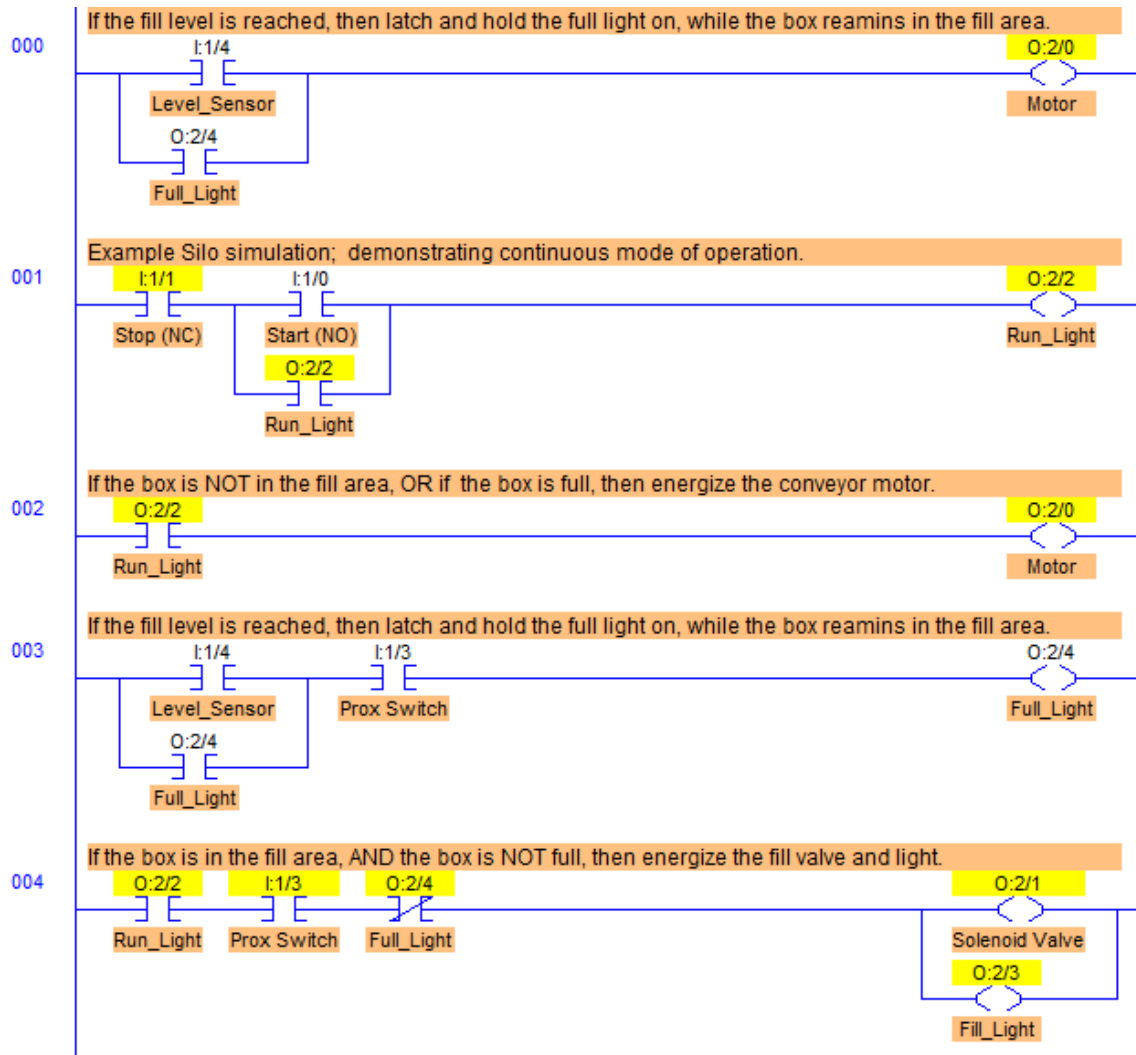 If the fill level is reached, then latch and hold the full light on, while the box reamins in the fill area.
000 I:1/4 O:2/0
Level_Sensor Motor
O:2/4
Full_Light
Example Silo simulation; demonstrating continuous mode of operation.
001 I:1/1 I:1/0 O:2/2
Stop (NC) Start (NO) Run_Light
O:2/2
Run_Light
If the box is NOT in the fill area, OR if the box is full, then energize the conveyor motor.
002 O:2/2 O:2/0
Run_Light Motor
If the fill level is reached, then latch and hold the full light on, while the box reamins in the fill area.
003 I:1/4 I:1/3 O:2/4
Level_Sensor Prox Switch Full_Light
O:2/4
Full_Light
If the box is in the fill area, AND the box is NOT full, then energize the fill valve and light.
004 O:2/2 I:1/3 O:2/4 O:2/1
Run_Light Prox Switch Full_Light Solenoid Valve
O:2/3
Fill_Light